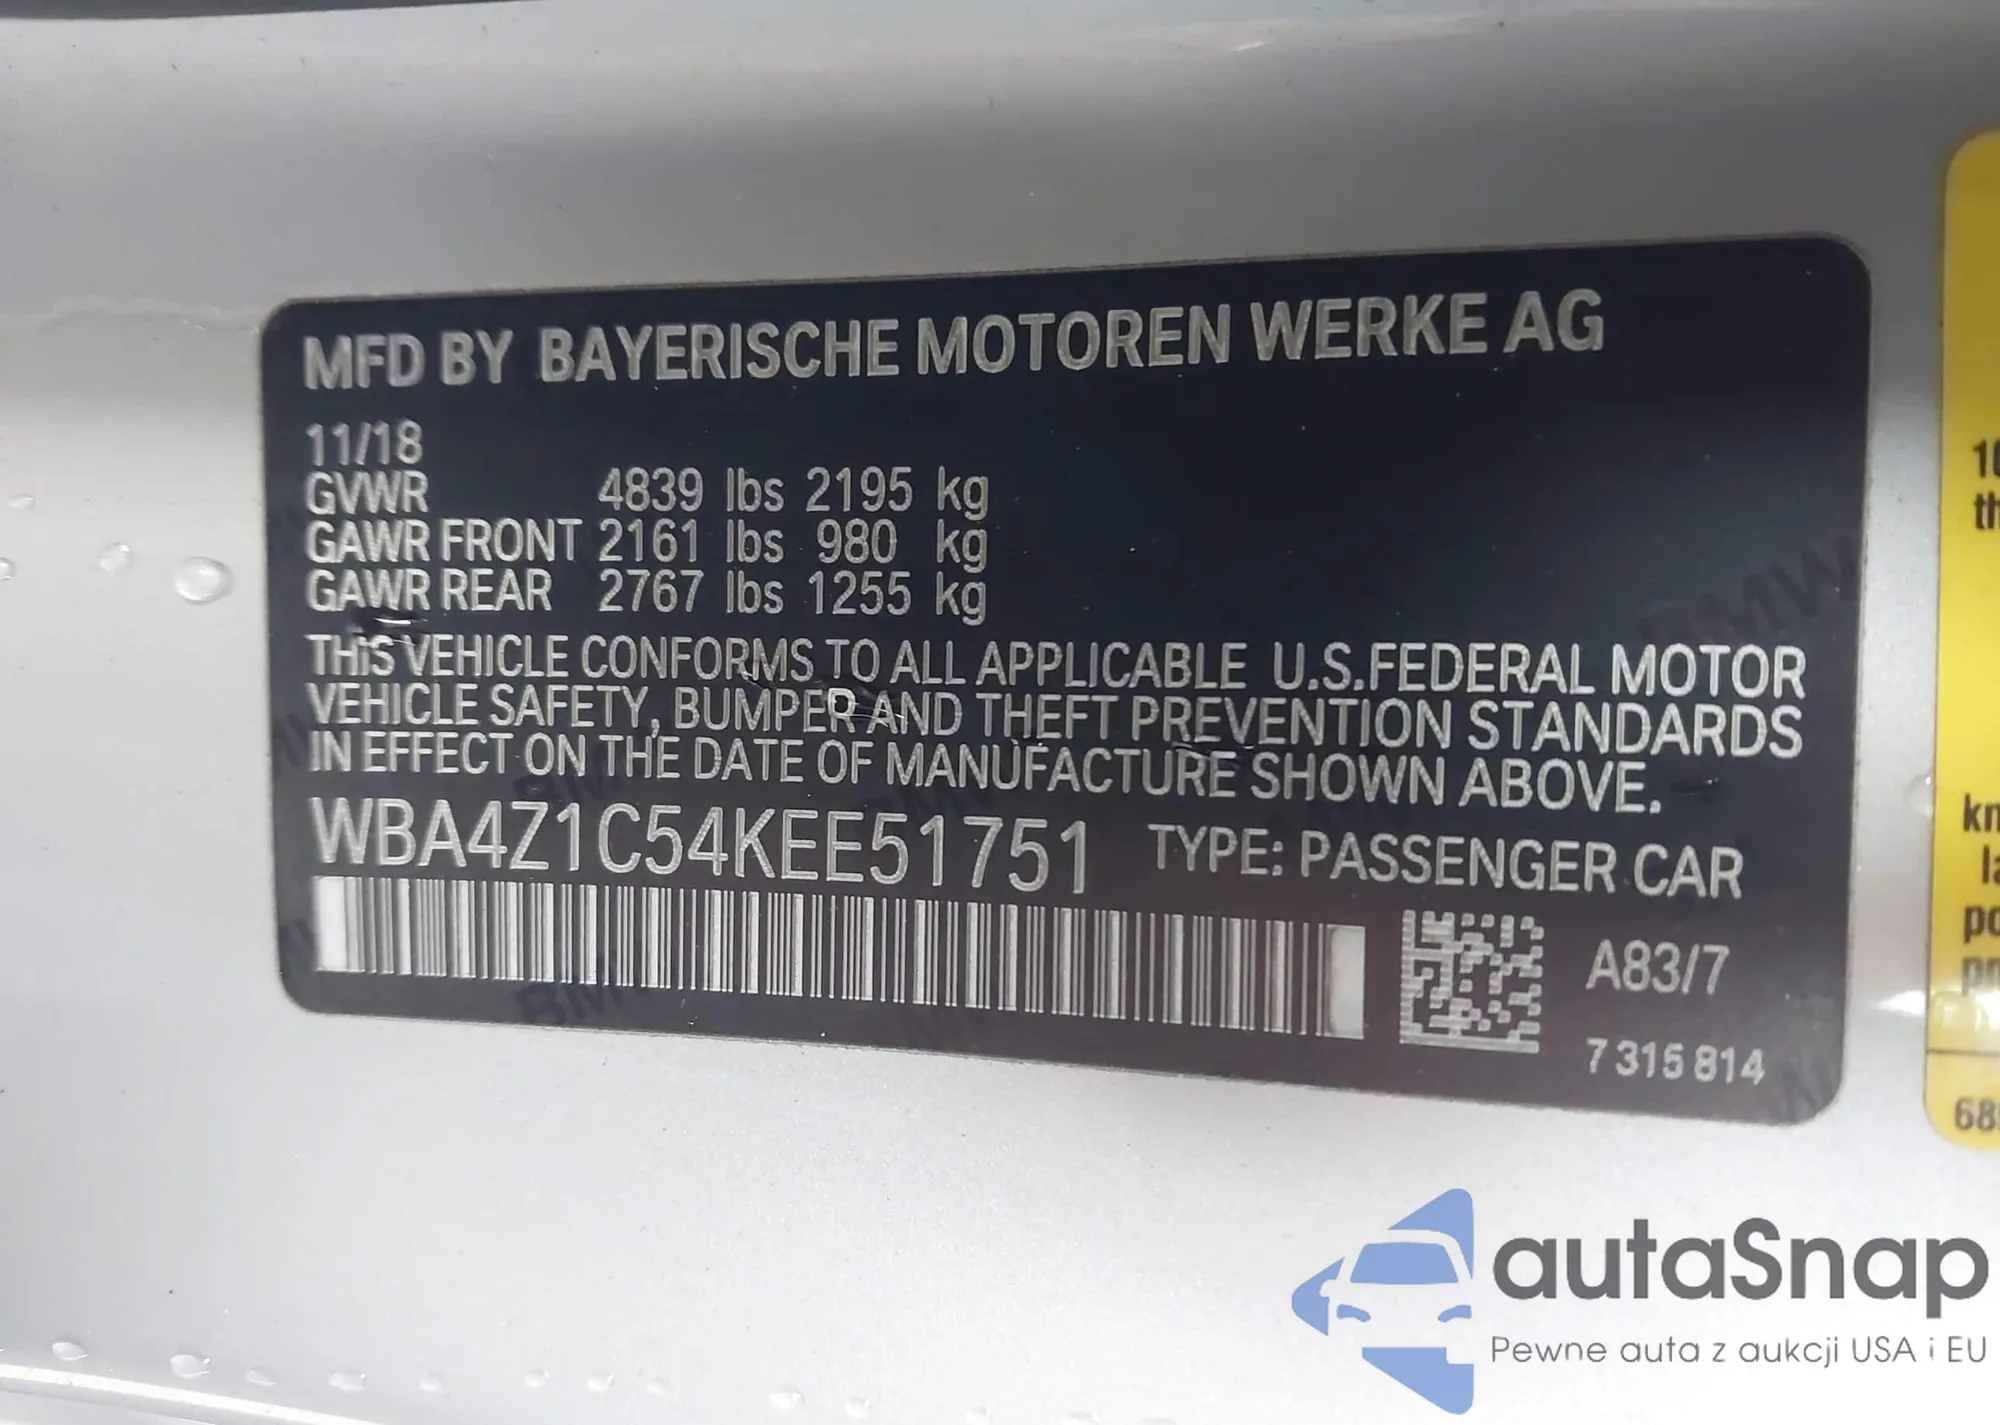 MFD BY BAYERISCHE MOTOREN WERKE AG
11/18
GVWR 4839 lbs 2195 kg
GAWR FRONT 2161 lbs 980 kg
GAWR REAR 2767 lbs 1255 kg
THIS VEHICLE CONFORMS TO ALL APPLICABLE U.S.FEDERAL MOTOR
VEHICLE SAFETY, BUMPER AND THEFT PREVENTION STANDARDS
IN EFFECT ON THE DATE OF MANUFACTURE SHOWN ABOVE.
WBA4Z1C54KEE51751 TYPE: PASSENGER CAR
A83/7
7 315 814
autaSnap
Pewne auta z aukcji USA i EU